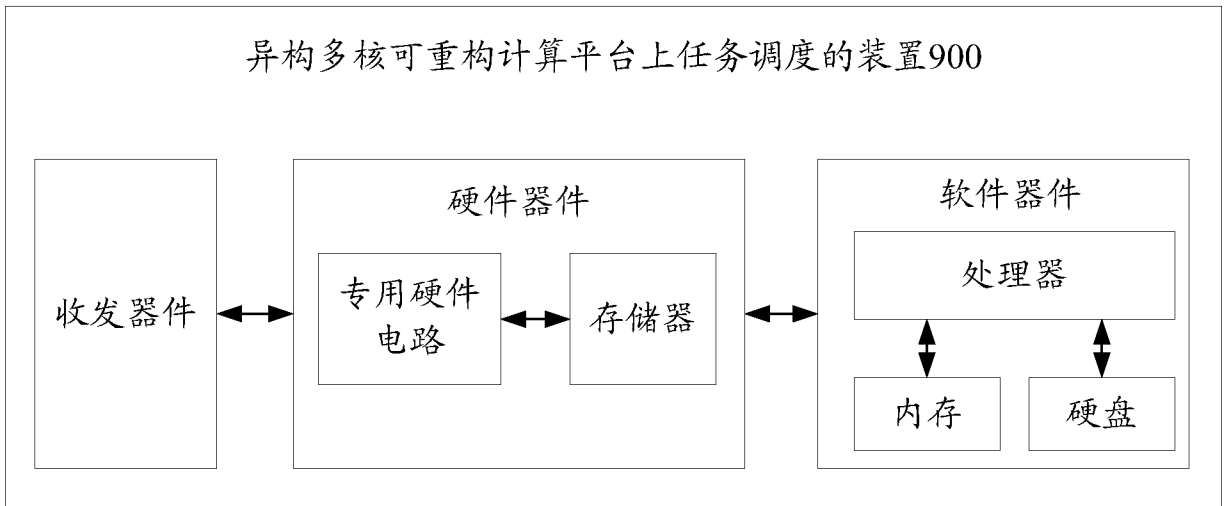 异构多核可重构计算平台上任务调度的装置900
收发器件
硬件器件
专用硬件
电路
存储器
软件器件
处理器
内存
硬盘